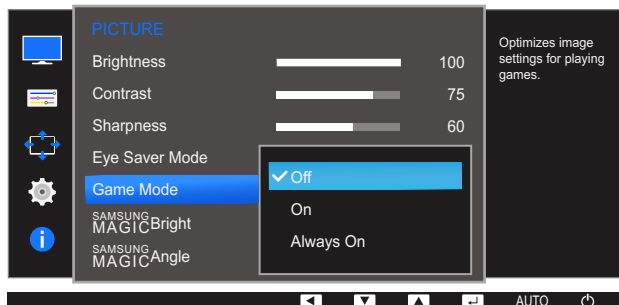 PICTURE
Brightness 100
Contrast 75
Sharpness 60
Eye Saver Mode
Game Mode
SAMSUNG
MAGICBright
SAMSUNG
MAGICAngle
Off
On
Always On
Optimizes image
settings for playing
games.
AUTO